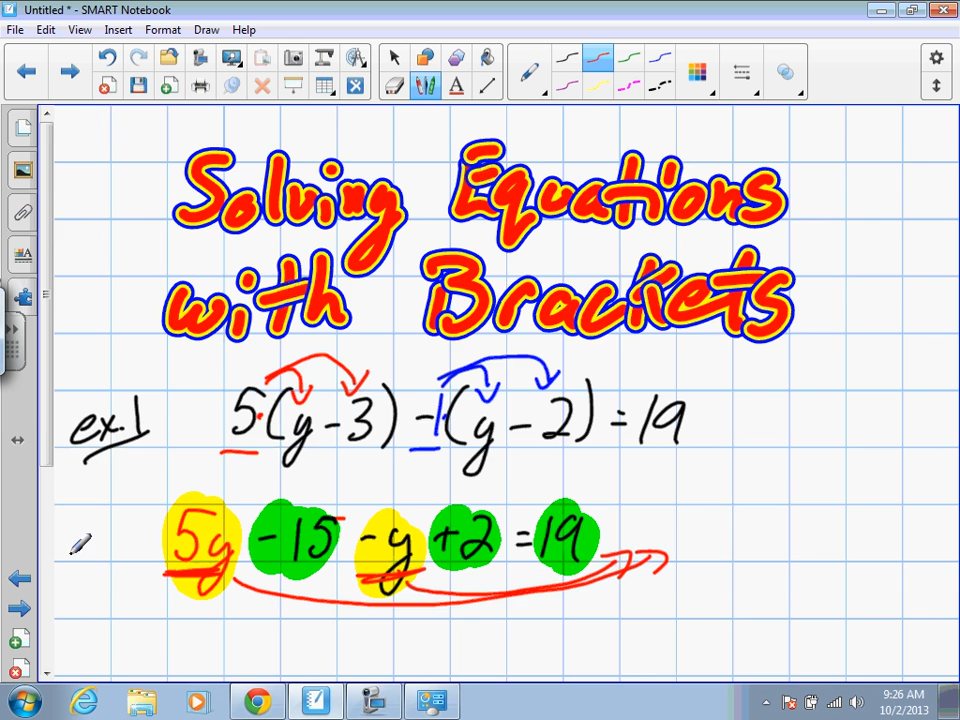 Untitled * - SMART Notebook
File Edit View Insert Format Draw Help
Solving Equations
with Brackets
ex.1 5·(y - 3) - 1·(y - 2) = 19
5y - 15 - y + 2 = 19
9:26 AM
10/2/2013